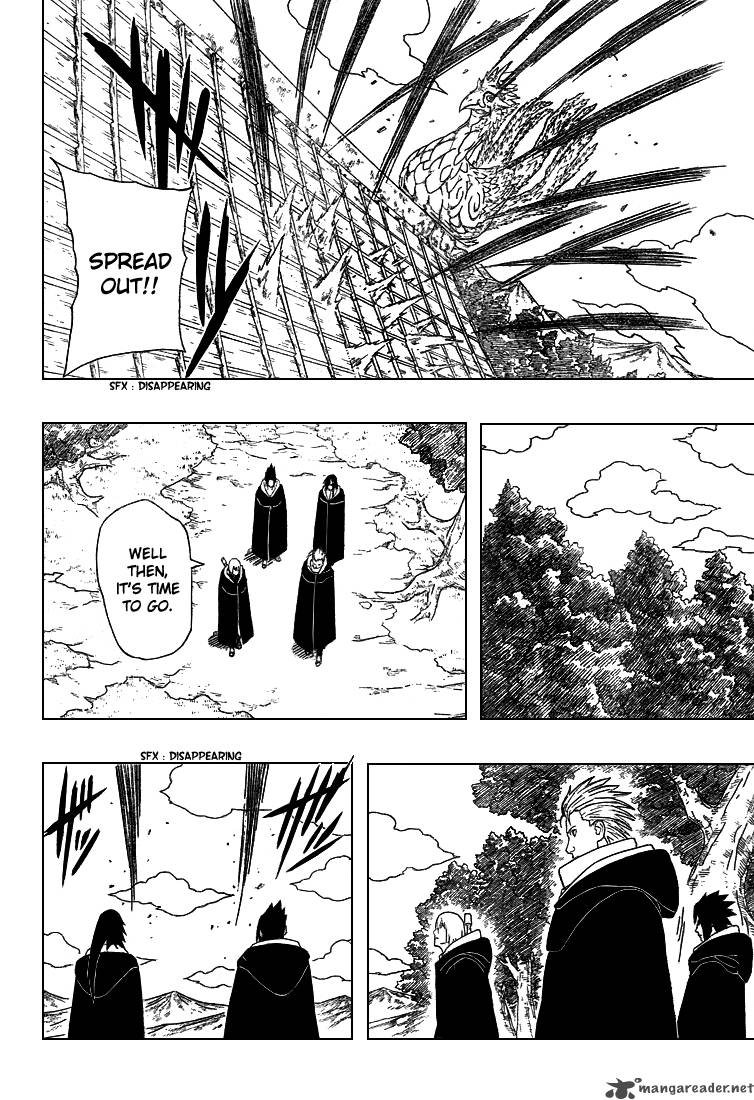 SPREAD
OUT!!
SFX : DISAPPEARING
WELL
THEN,
IT'S TIME
TO GO.
SFX : DISAPPEARING
mangareader.net